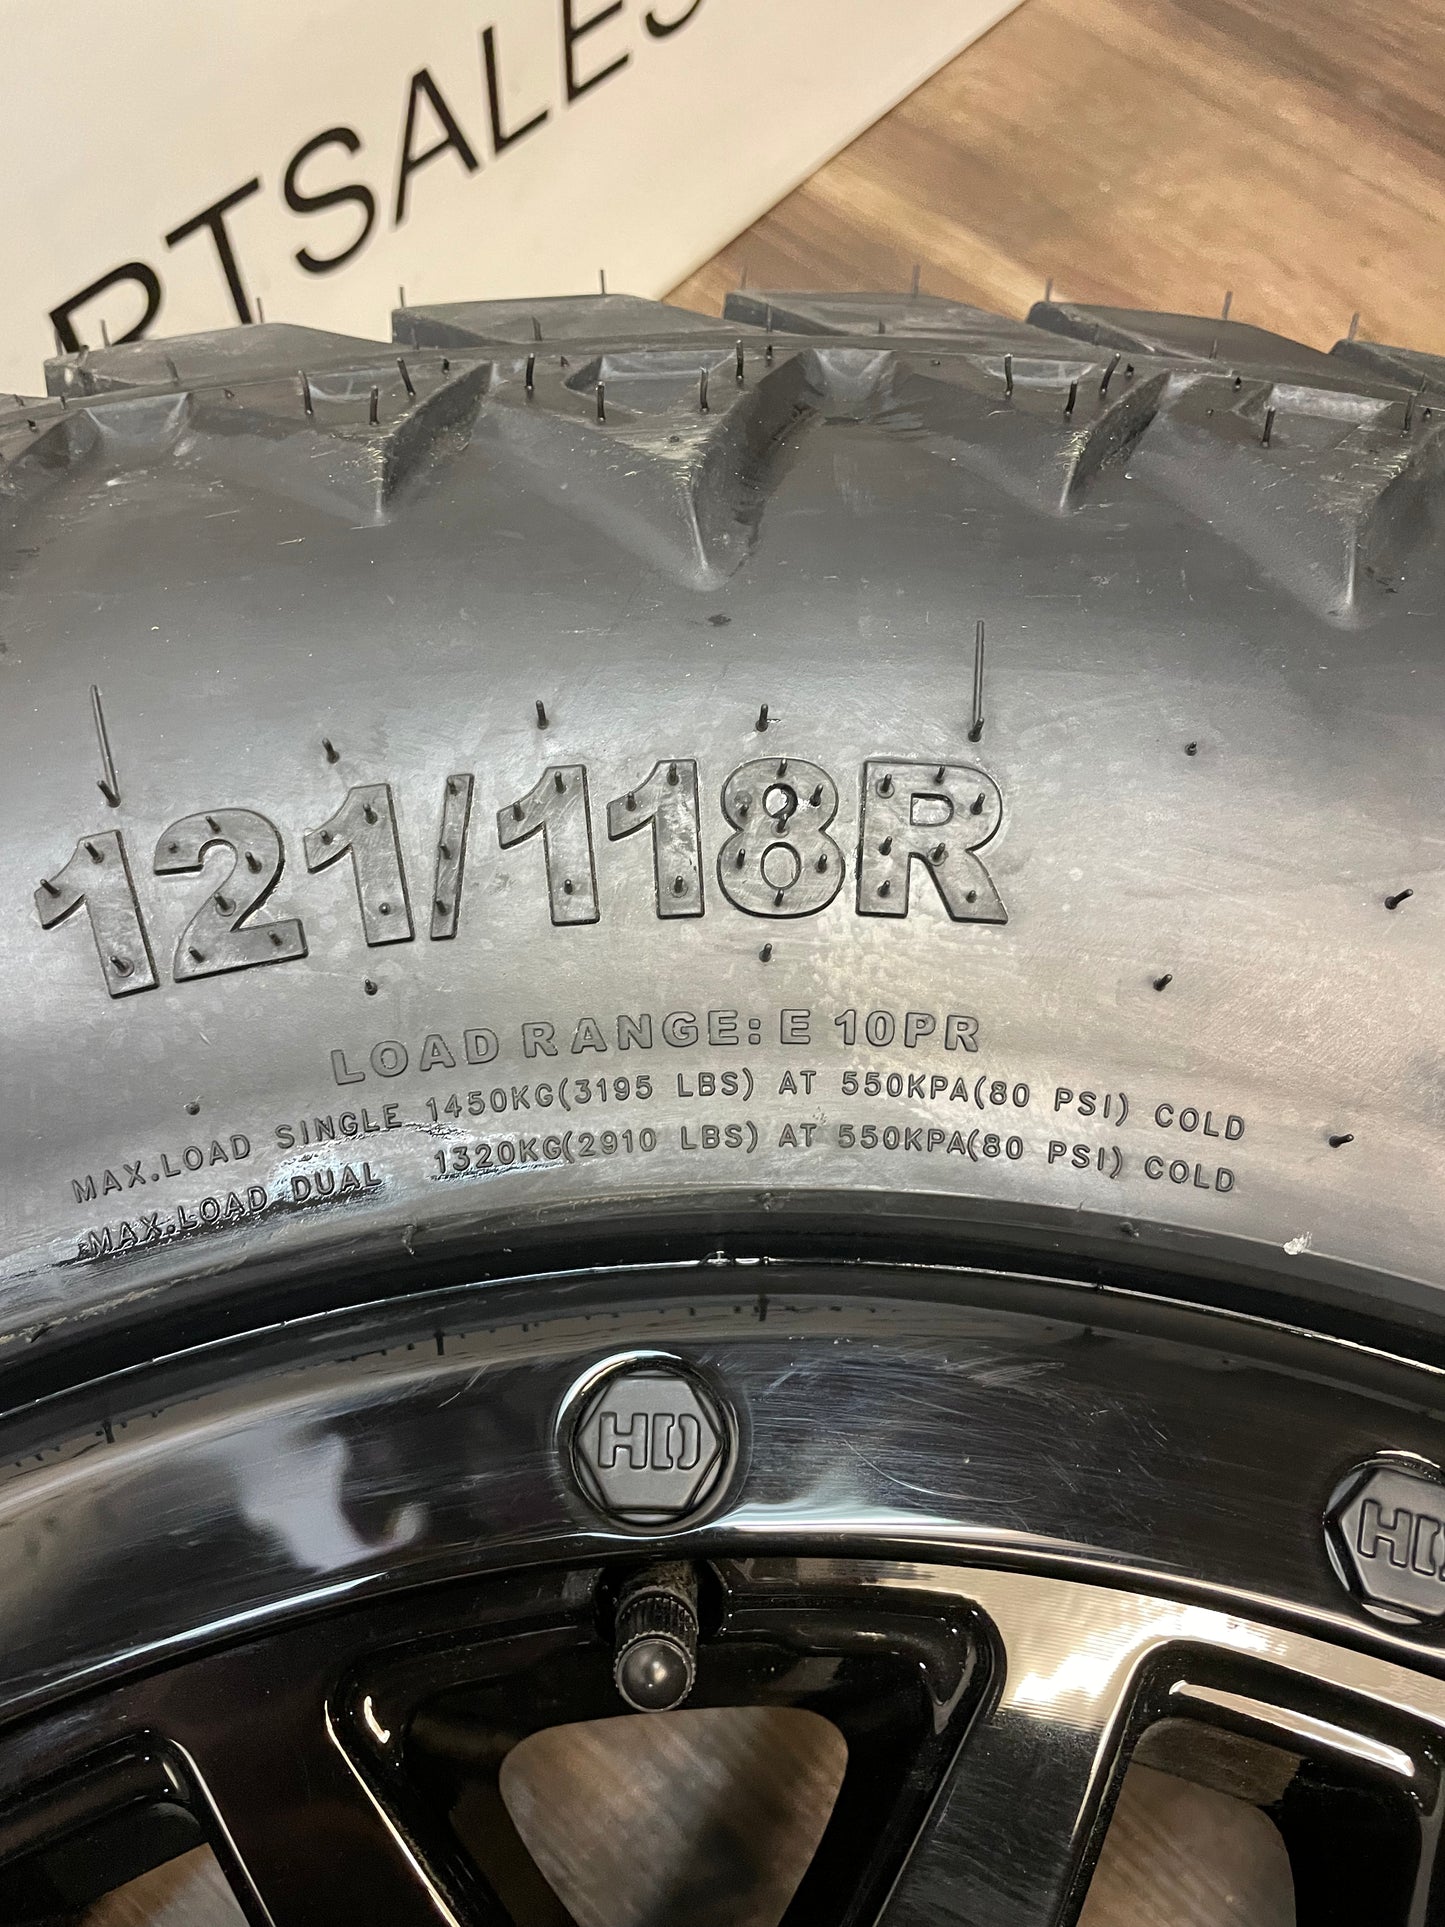 RTSALES
121/118R
LOAD RANGE: E 10PR
MAX.LOAD SINGLE 1450KG(3195 LBS) AT 550KPA(80 PSI) COLD
MAX.LOAD DUAL 1320KG(2910 LBS) AT 550KPA(80 PSI) COLD
HD
HD